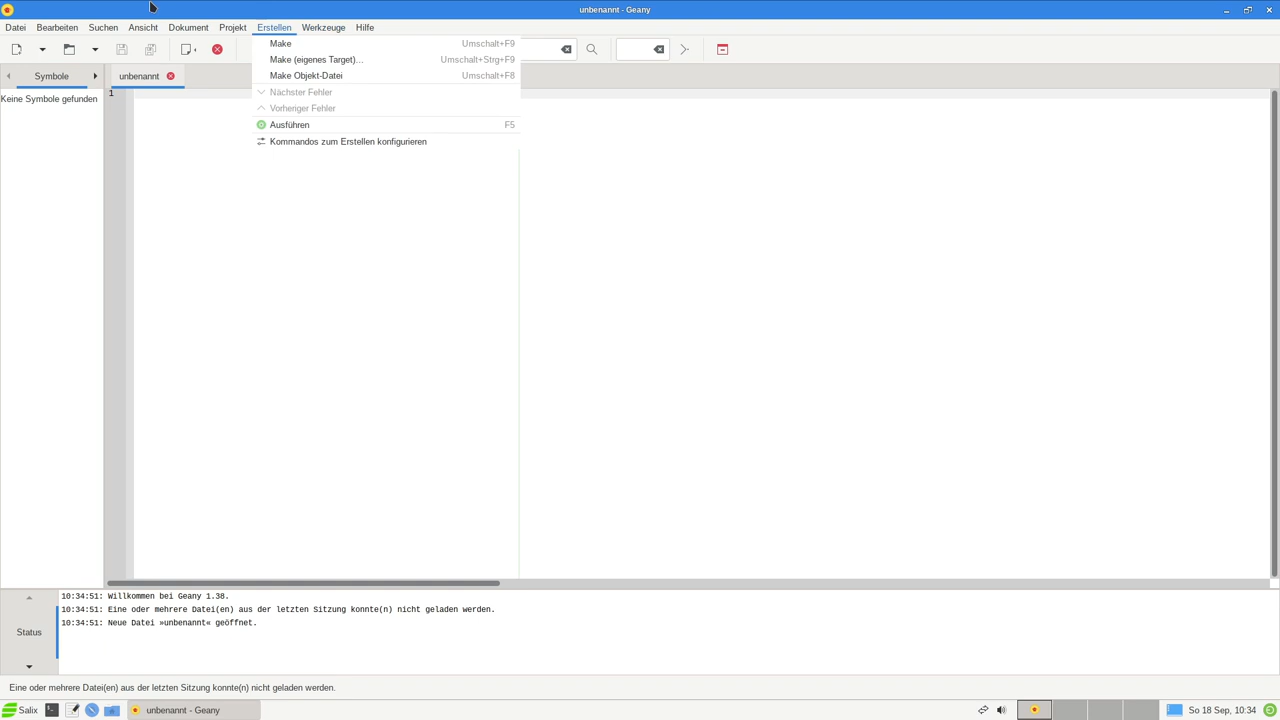 unbenannt - Geany
Datei Bearbeiten Suchen Ansicht Dokument Projekt Erstellen Werkzeuge Hilfe
Make Umschalt+F9
Make (eigenes Target)... Umschalt+Strg+F9
Make Objekt-Datei Umschalt+F8
Nächster Fehler
Vorheriger Fehler
Ausführen F5
Kommandos zum Erstellen konfigurieren
Symbole
unbenannt
Keine Symbole gefunden
1
10:34:51: Willkommen bei Geany 1.38.
10:34:51: Eine oder mehrere Datei(en) aus der letzten Sitzung konnte(n) nicht geladen werden.
10:34:51: Neue Datei »unbenannt« geöffnet.
Status
Eine oder mehrere Datei(en) aus der letzten Sitzung konnte(n) nicht geladen werden.
Salix
unbenannt - Geany
So 18 Sep, 10:34